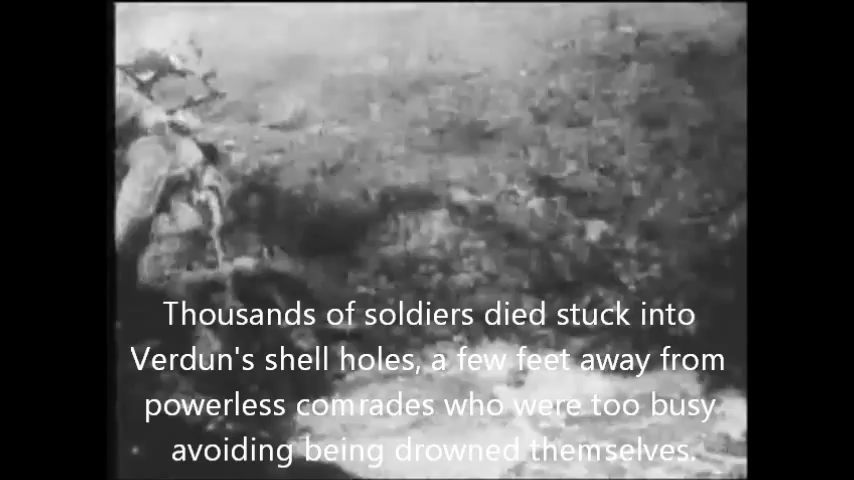 Thousands of soldiers died stuck into
Verdun's shell holes, a few feet away from
powerless comrades who were too busy
avoiding being drowned themselves.